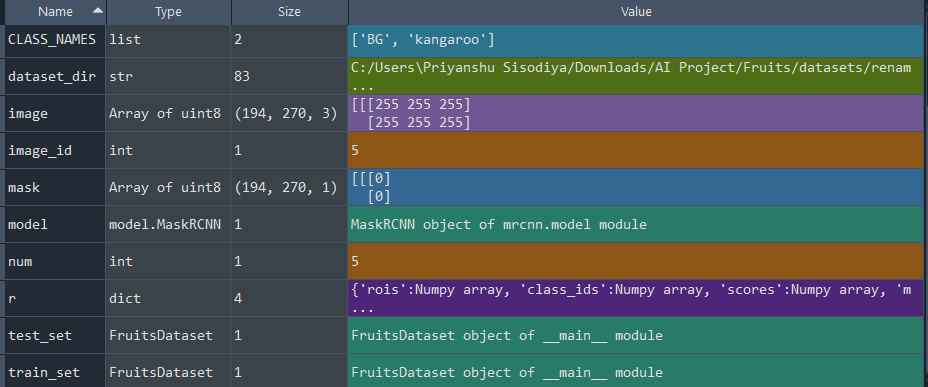 Name Type Size Value
CLASS_NAMES list 2 ['BG', 'kangaroo']
dataset_dir str 83 C:/Users\Priyanshu Sisodiya/Downloads/AI Project/Fruits/datasets/renam
...
image Array of uint8 (194, 270, 3) [[[255 255 255]
[255 255 255]
image_id int 1 5
mask Array of uint8 (194, 270, 1) [[[0]
[0]
model model.MaskRCNN 1 MaskRCNN object of mrcnn.model module
num int 1 5
r dict 4 {'rois':Numpy array, 'class_ids':Numpy array, 'scores':Numpy array, 'm
...
test_set FruitsDataset 1 FruitsDataset object of __main__ module
train_set FruitsDataset 1 FruitsDataset object of __main__ module